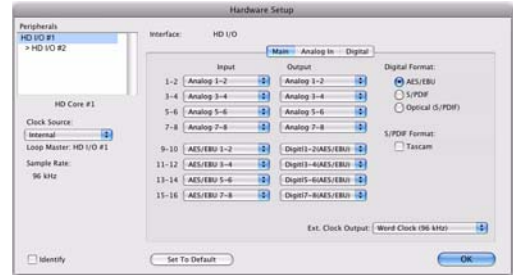 Hardware Setup
Peripherals
HD I/O #1
> HD I/O #2
HD Core #1
Clock Source:
Internal
Loop Master: HD I/O #1
Sample Rate:
96 kHz
Identify
Interface: HD I/O
Main Analog In Digital
Input Output
1-2 Analog 1-2 Analog 1-2
3-4 Analog 3-4 Analog 3-4
5-6 Analog 5-6 Analog 5-6
7-8 Analog 7-8 Analog 7-8
9-10 AES/EBU 1-2 Digitl1-2(AES/EBU)
11-12 AES/EBU 3-4 Digitl3-4(AES/EBU)
13-14 AES/EBU 5-6 Digitl5-6(AES/EBU)
15-16 AES/EBU 7-8 Digitl7-8(AES/EBU)
Digital Format:
AES/EBU
S/PDIF
Optical (S/PDIF)
S/PDIF Format:
Tascam
Ext. Clock Output: Word Clock (96 kHz)
Set To Default
OK